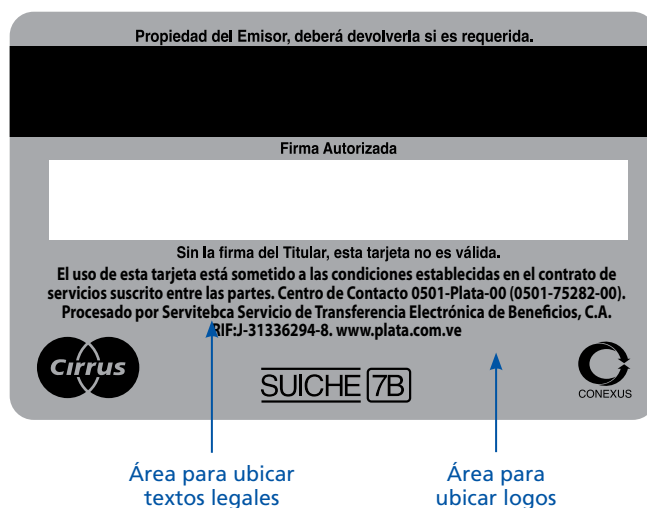 Propiedad del Emisor, deberá devolverla si es requerida.
Firma Autorizada
Sin la firma del Titular, esta tarjeta no es válida.
El uso de esta tarjeta está sometido a las condiciones establecidas en el contrato de
servicios suscrito entre las partes. Centro de Contacto 0501-Plata-00 (0501-75282-00).
Procesado por Servitebca Servicio de Transferencia Electrónica de Beneficios, C.A.
RIF:J-31336294-8. www.plata.com.ve
Cirrus
SUICHE 7B
CONEXUS
Área para ubicar
textos legales
Área para
ubicar logos